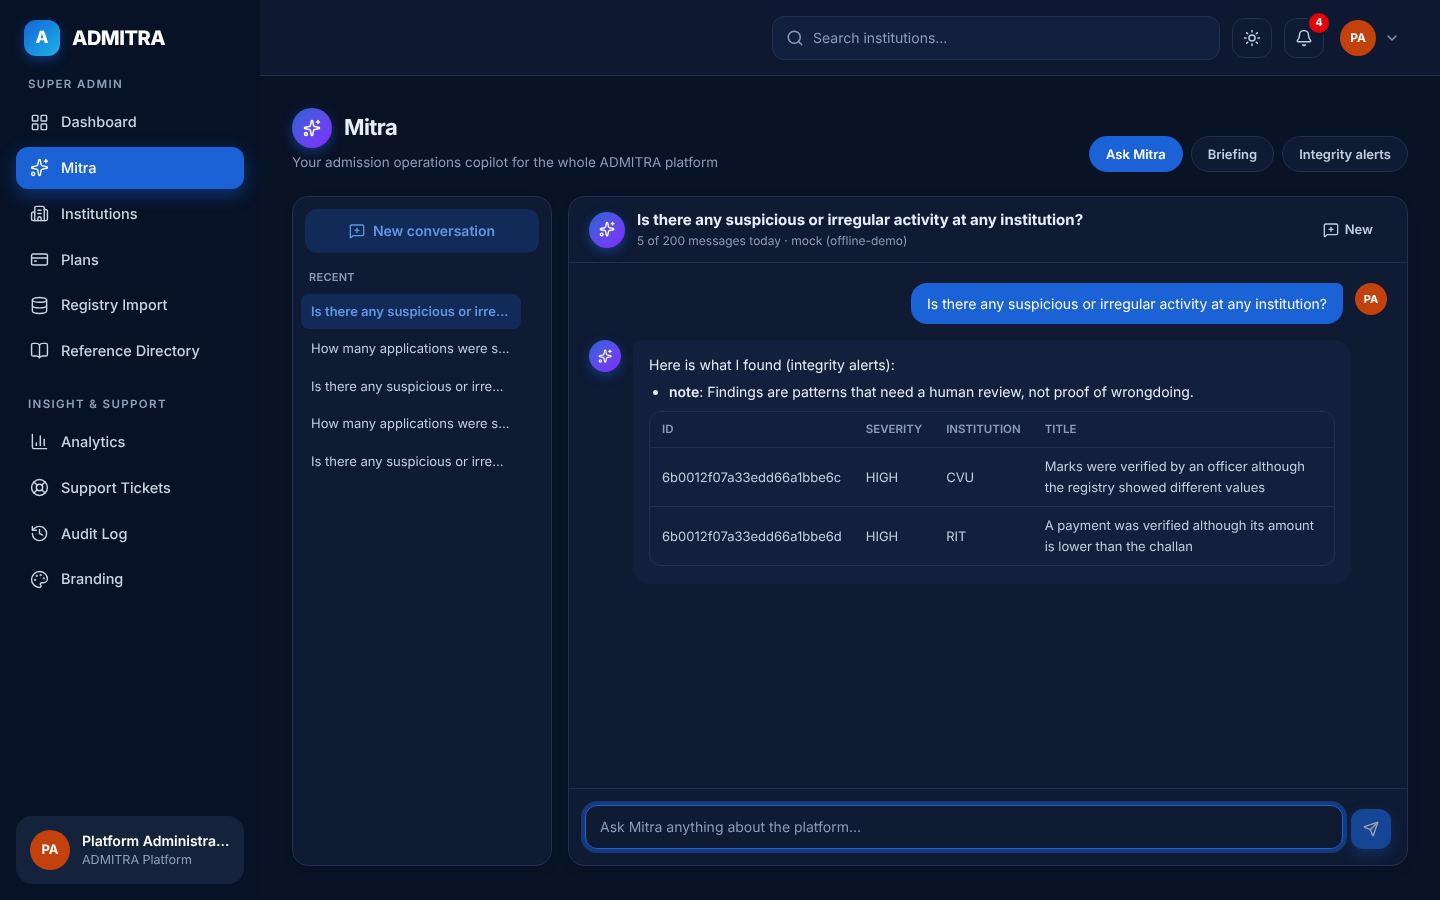 A ADMITRA
SUPER ADMIN
Dashboard
Mitra
Institutions
Plans
Registry Import
Reference Directory
INSIGHT & SUPPORT
Analytics
Support Tickets
Audit Log
Branding
PA
Platform Administra...
ADMITRA Platform
Search institutions...
4
PA
Mitra
Your admission operations copilot for the whole ADMITRA platform
Ask Mitra
Briefing
Integrity alerts
New conversation
RECENT
Is there any suspicious or irre...
How many applications were s...
Is there any suspicious or irre...
How many applications were s...
Is there any suspicious or irre...
Is there any suspicious or irregular activity at any institution?
5 of 200 messages today · mock (offline-demo)
New
Is there any suspicious or irregular activity at any institution?
PA
Here is what I found (integrity alerts):
• note: Findings are patterns that need a human review, not proof of wrongdoing.
ID SEVERITY INSTITUTION TITLE
6b0012f07a33edd66a1bbe6c HIGH CVU Marks were verified by an officer although
the registry showed different values
6b0012f07a33edd66a1bbe6d HIGH RIT A payment was verified although its amount
is lower than the challan
Ask Mitra anything about the platform...